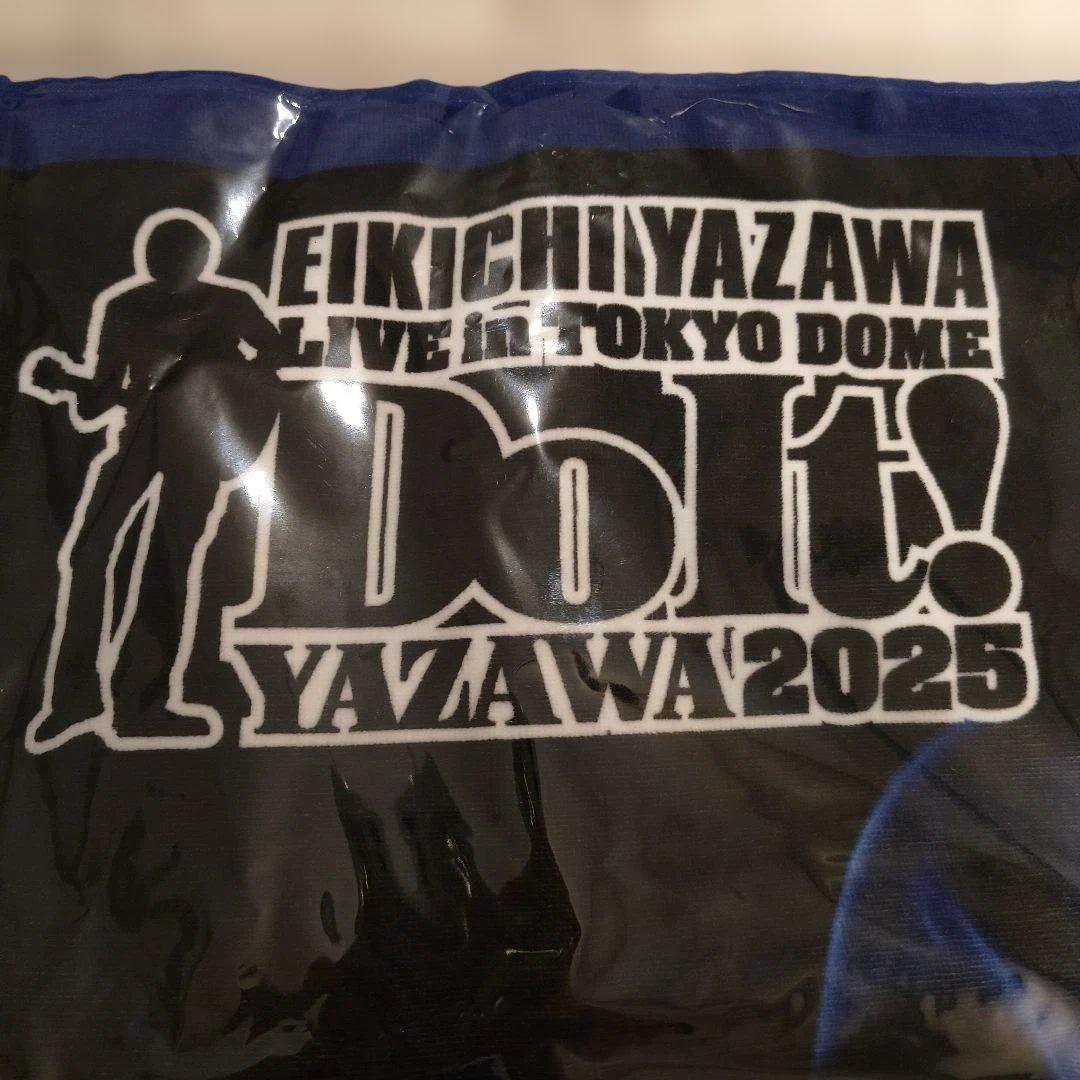 EIKICHI YAZAWA
LIVE in TOKYO DOME
Do It!
YAZAWA 2025